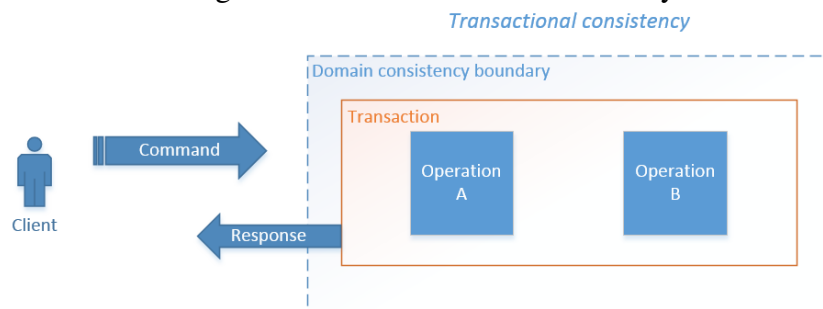 Transactional consistency
Domain consistency boundary
Transaction
Command
Operation
A
Operation
B
Client
Response